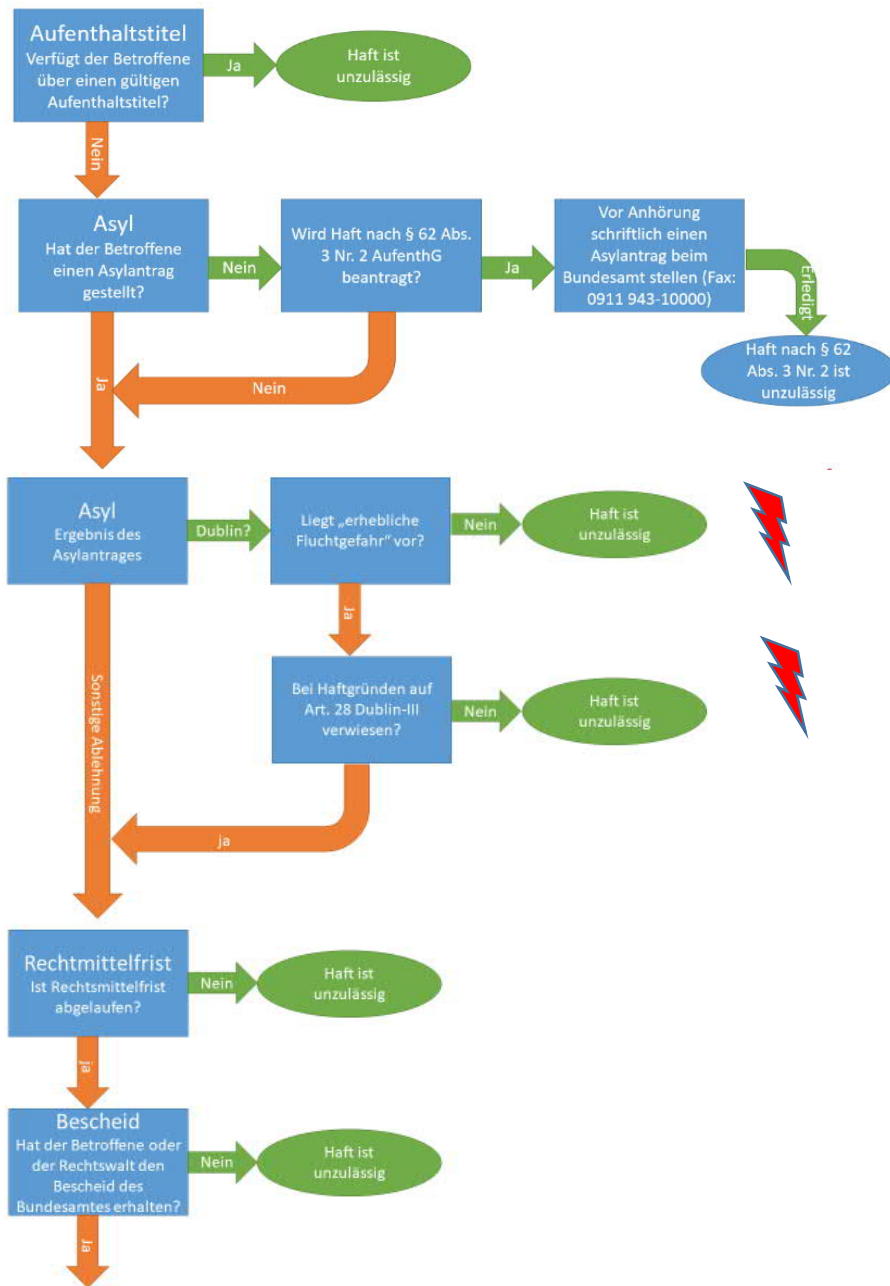 Aufenthaltstitel
Verfügt der Betroffene
über einen gültigen
Aufenthaltstitel?
Ja
Haft ist
unzulässig
Nein
Asyl
Hat der Betroffene
einen Asylantrag
gestellt?
Nein
Wird Haft nach § 62 Abs.
3 Nr. 2 AufenthG
beantragt?
Ja
Vor Anhörung
schriftlich einen
Asylantrag beim
Bundesamt stellen (Fax:
0911 943-10000)
Erledigt
Haft nach § 62
Abs. 3 Nr. 2 ist
unzulässig
Ja
Nein
Asyl
Ergebnis des
Asylantrages
Dublin?
Liegt „erhebliche
Fluchtgefahr“ vor?
Nein
Haft ist
unzulässig
Ja
Sonstige Ablehnung
Bei Haftgründen auf
Art. 28 Dublin-III
verwiesen?
Nein
Haft ist
unzulässig
ja
Rechtmittelfrist
Ist Rechtsmittelfrist
abgelaufen?
Nein
Haft ist
unzulässig
ja
Bescheid
Hat der Betroffene oder
der Rechtswalt den
Bescheid des
Bundesamtes erhalten?
Nein
Haft ist
unzulässig
Ja